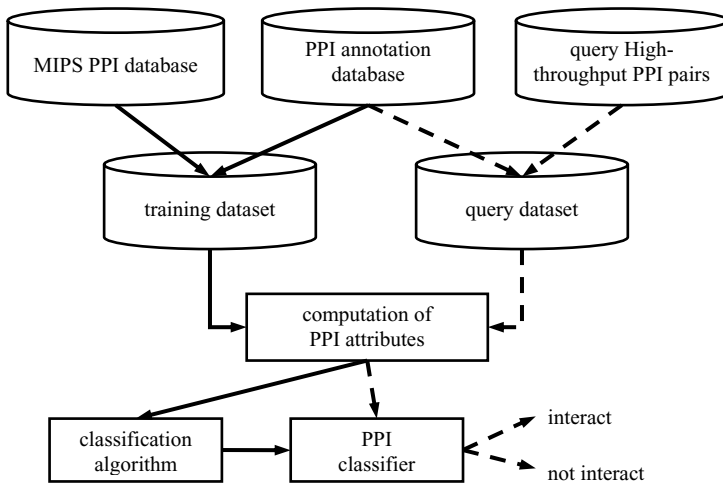 MIPS PPI database
PPI annotation
database
query High-
throughput PPI pairs
training dataset
query dataset
computation of
PPI attributes
classification
algorithm
PPI
classifier
interact
not interact